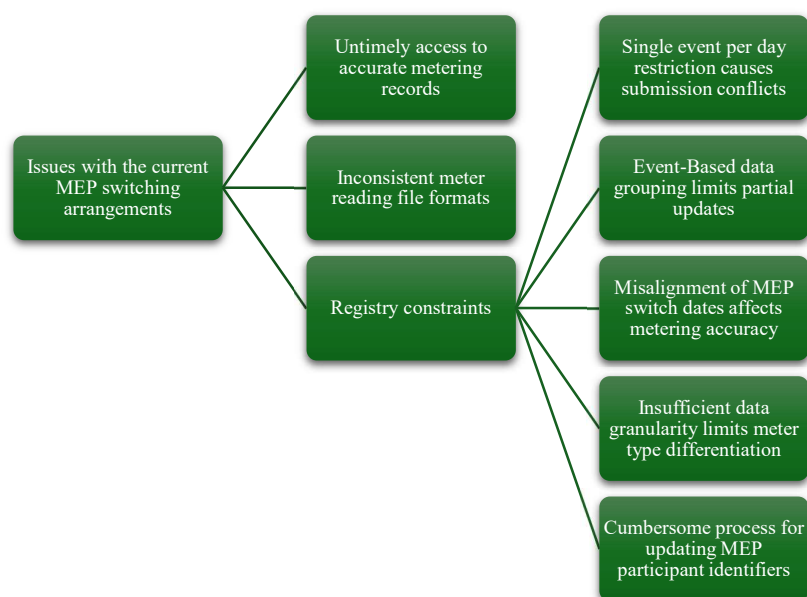 Issues with the current
MEP switching
arrangements
Untimely access to
accurate metering
records
Inconsistent meter
reading file formats
Registry constraints
Single event per day
restriction causes
submission conflicts
Event-Based data
grouping limits partial
updates
Misalignment of MEP
switch dates affects
metering accuracy
Insufficient data
granularity limits meter
type differentiation
Cumbersome process for
updating MEP
participant identifiers